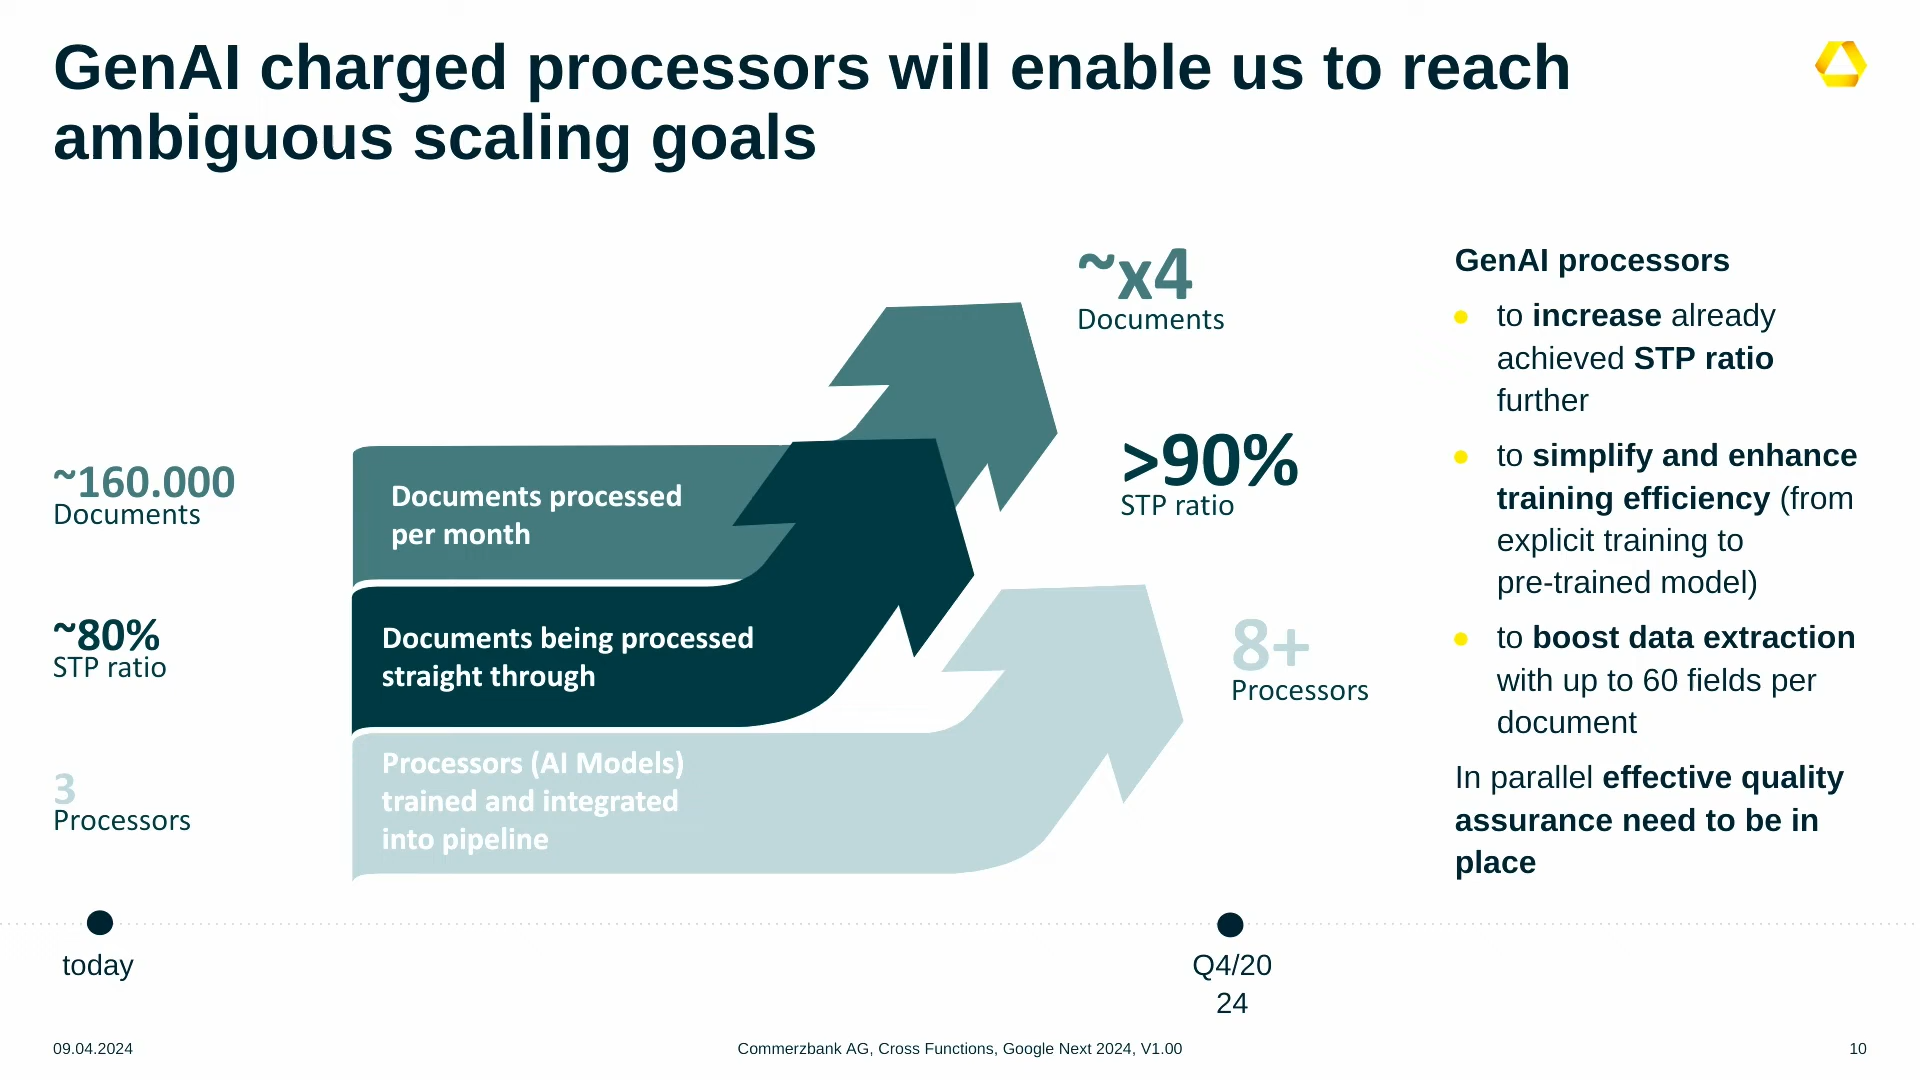 GenAI charged processors will enable us to reach
ambiguous scaling goals
~160.000
Documents
~80%
STP ratio
3
Processors
Documents processed
per month
Documents being processed
straight through
Processors (AI Models)
trained and integrated
into pipeline
~x4
Documents
>90%
STP ratio
8+
Processors
GenAI processors
• to increase already
achieved STP ratio
further
• to simplify and enhance
training efficiency (from
explicit training to
pre-trained model)
• to boost data extraction
with up to 60 fields per
document
In parallel effective quality
assurance need to be in
place
today
Q4/20
24
09.04.2024
Commerzbank AG, Cross Functions, Google Next 2024, V1.00
10